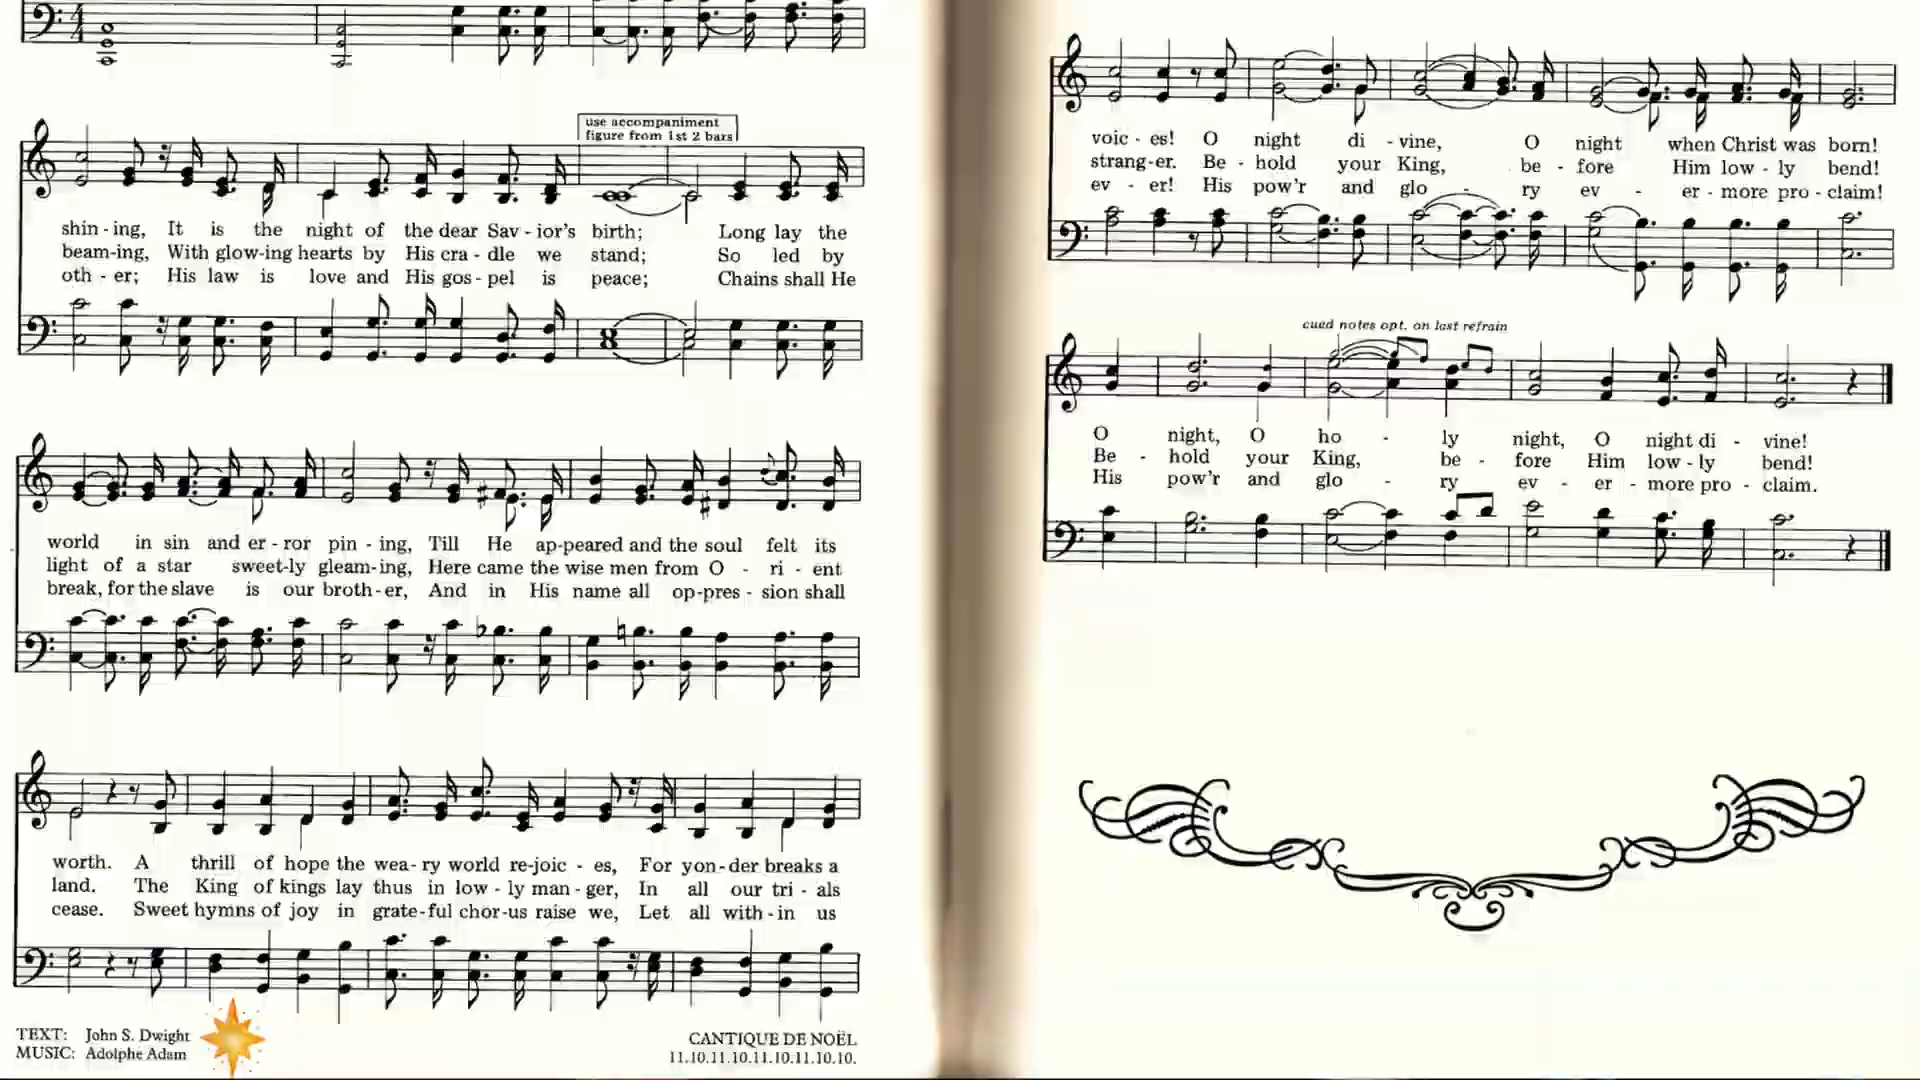 use accompaniment
figure from 1st 2 bars
shin - ing, It is the night of the dear Sav - ior's birth; Long lay the
beam-ing, With glow-ing hearts by His cra - dle we stand; So led by
oth - er; His law is love and His gos - pel is peace; Chains shall He
world in sin and er - ror pin - ing, Till He ap-peared and the soul felt its
light of a star sweet-ly gleam-ing, Here came the wise men from O - ri - ent
break, for the slave is our broth-er, And in His name all op-pres - sion shall
worth. A thrill of hope the wea- ry world re-joic - es, For yon-der breaks a
land. The King of kings lay thus in low - ly man - ger, In all our tri - als
cease. Sweet hymns of joy in grate-ful chor-us raise we, Let all with - in us
TEXT: John S. Dwight
MUSIC: Adolphe Adam
CANTIQUE DE NOËL
11.10.11.10.11.10.11.10.10.
voic - es! O night di - vine, O night when Christ was born!
strang-er. Be - hold your King, be - fore Him low - ly bend!
ev - er! His pow'r and glo - ry ev - er - more pro - claim!
cued notes opt. on last refrain
O night, O ho - ly night, O night di - vine!
Be - hold your King, be - fore Him low - ly bend!
His pow'r and glo - ry ev - er - more pro - claim.